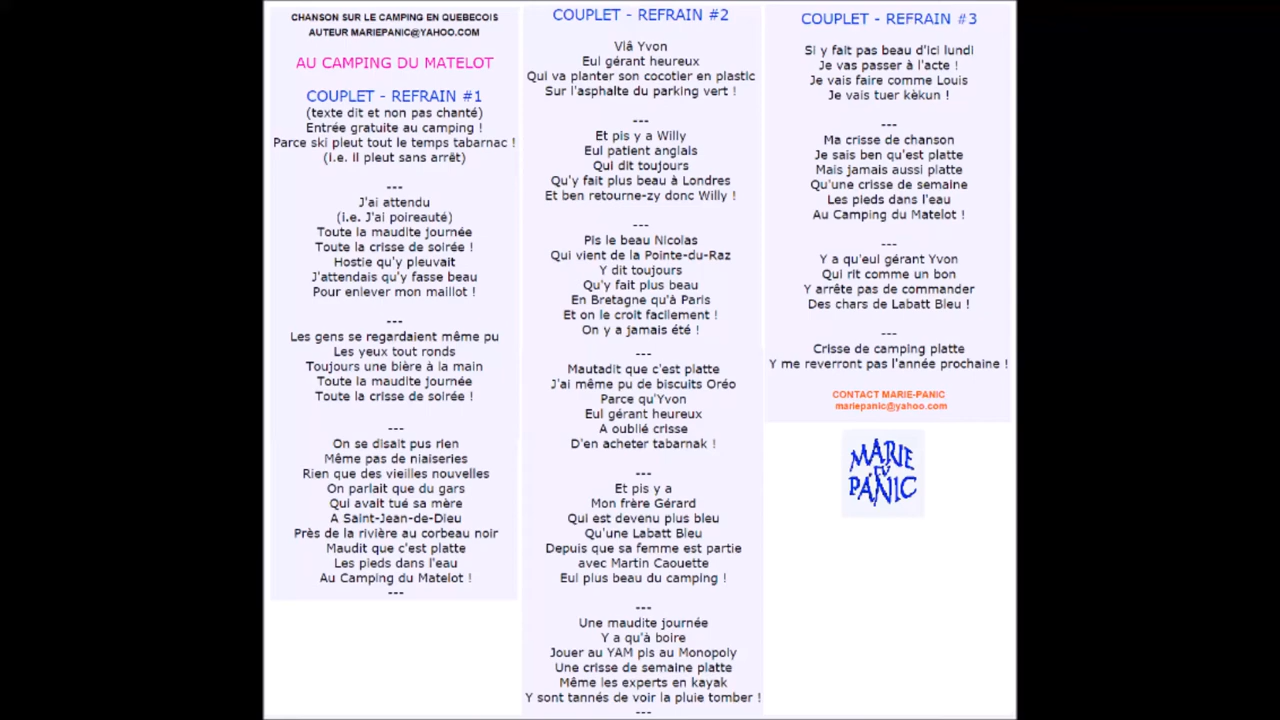 CHANSON SUR LE CAMPING EN QUEBECOIS
AUTEUR MARIEPANIC@YAHOO.COM
AU CAMPING DU MATELOT
COUPLET - REFRAIN #1
(texte dit et non pas chanté)
Entrée gratuite au camping !
Parce ski pleut tout le temps tabarnac !
(i.e. il pleut sans arrêt)
---
J'ai attendu
(i.e. J'ai poireauté)
Toute la maudite journée
Toute la crisse de soirée !
Hostie qu'y pleuvait
J'attendais qu'y fasse beau
Pour enlever mon maillot !
---
Les gens se regardaient même pu
Les yeux tout ronds
Toujours une bière à la main
Toute la maudite journée
Toute la crisse de soirée !
---
On se disait pus rien
Même pas de niaiseries
Rien que des vieilles nouvelles
On parlait que du gars
Qui avait tué sa mère
A Saint-Jean-de-Dieu
Près de la rivière au corbeau noir
Maudit que c'est platte
Les pieds dans l'eau
Au Camping du Matelot !
---
COUPLET - REFRAIN #2
Vlâ Yvon
Eul gérant heureux
Qui va planter son cocotier en plastic
Sur l'asphalte du parking vert !
---
Et pis y a Willy
Eul patient anglais
Qui dit toujours
Qu'y fait plus beau à Londres
Et ben retourne-zy donc Willy !
---
Pis le beau Nicolas
Qui vient de la Pointe-du-Raz
Y dit toujours
Qu'y fait plus beau
En Bretagne qu'à Paris
Et on le croit facilement !
On y a jamais été !
---
Mautadit que c'est platte
J'ai même pu de biscuits Oréo
Parce qu'Yvon
Eul gérant heureux
A oublié crisse
D'en acheter tabarnak !
---
Et pis y a
Mon frère Gérard
Qui est devenu plus bleu
Qu'une Labatt Bleu
Depuis que sa femme est partie
avec Martin Caouette
Eul plus beau du camping !
---
Une maudite journée
Y a qu'à boire
Jouer au YAM pis au Monopoly
Une crisse de semaine platte
Même les experts en kayak
Y sont tannés de voir la pluie tomber !
---
COUPLET - REFRAIN #3
Si y fait pas beau d'ici lundi
Je vas passer à l'acte !
Je vais faire comme Louis
Je vais tuer kèkun !
---
Ma crisse de chanson
Je sais ben qu'est platte
Mais jamais aussi platte
Qu'une crisse de semaine
Les pieds dans l'eau
Au Camping du Matelot !
---
Y a qu'eul gérant Yvon
Qui rit comme un bon
Y arrête pas de commander
Des chars de Labatt Bleu !
---
Crisse de camping platte
Y me reverront pas l'année prochaine !
CONTACT MARIE-PANIC
mariepanic@yahoo.com
MARIE
PANIC